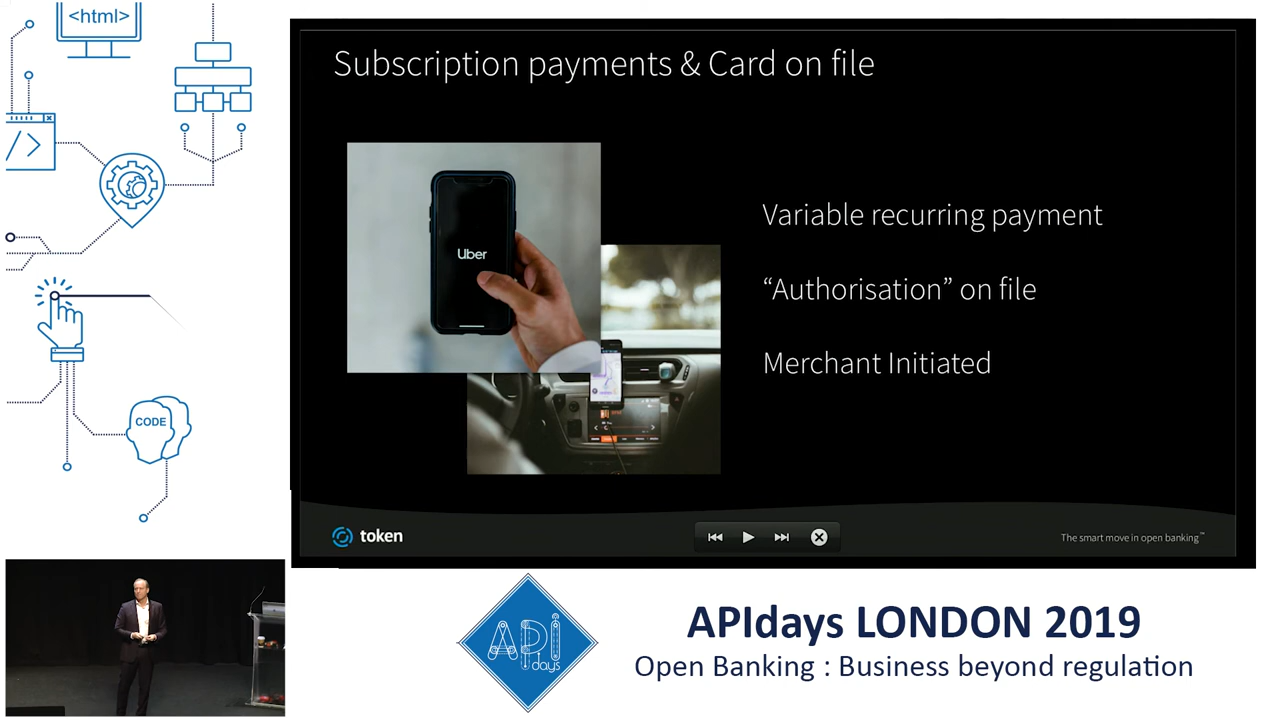 <html>
/>
CODE
Subscription payments & Card on file
Uber
Variable recurring payment
“Authorisation” on file
Merchant Initiated
token
The smart move in open banking™
API
days
APIdays LONDON 2019
Open Banking : Business beyond regulation